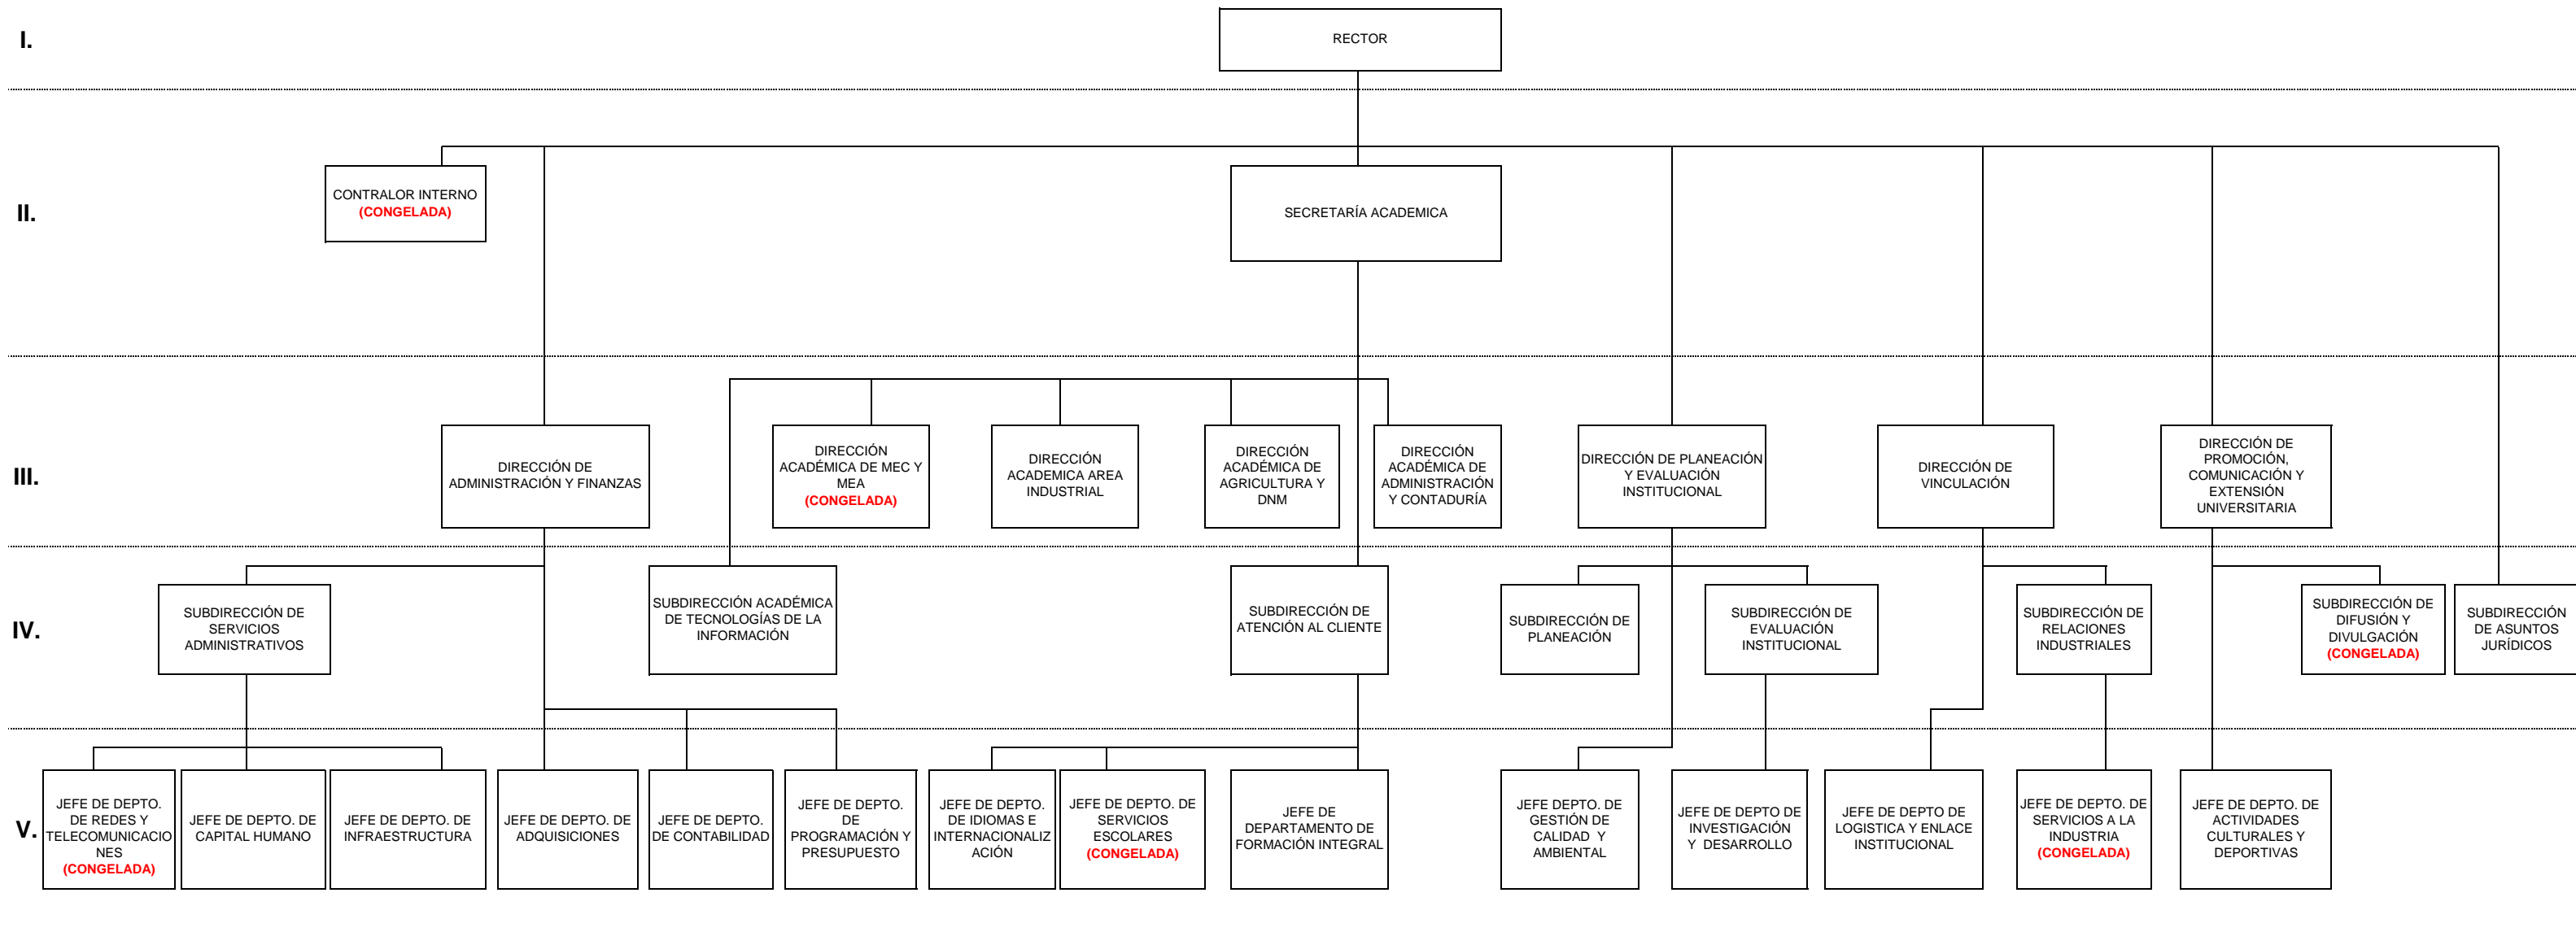 I.
RECTOR
II.
CONTRALOR INTERNO
(CONGELADA)
SECRETARÍA ACADEMICA
III.
DIRECCIÓN DE
ADMINISTRACIÓN Y FINANZAS
DIRECCIÓN
ACADÉMICA DE MEC Y
MEA
(CONGELADA)
DIRECCIÓN
ACADEMICA AREA
INDUSTRIAL
DIRECCIÓN
ACADÉMICA DE
AGRICULTURA Y
DNM
DIRECCIÓN
ACADÉMICA DE
ADMINISTRACIÓN
Y CONTADURÍA
DIRECCIÓN DE PLANEACIÓN
Y EVALUACIÓN
INSTITUCIONAL
DIRECCIÓN DE
VINCULACIÓN
DIRECCIÓN DE
PROMOCIÓN,
COMUNICACIÓN Y
EXTENSIÓN
UNIVERSITARIA
IV.
SUBDIRECCIÓN DE
SERVICIOS
ADMINISTRATIVOS
SUBDIRECCIÓN ACADÉMICA
DE TECNOLOGÍAS DE LA
INFORMACIÓN
SUBDIRECCIÓN DE
ATENCIÓN AL CLIENTE
SUBDIRECCIÓN DE
PLANEACIÓN
SUBDIRECCIÓN DE
EVALUACIÓN
INSTITUCIONAL
SUBDIRECCIÓN DE
RELACIONES
INDUSTRIALES
SUBDIRECCIÓN DE
DIFUSIÓN Y
DIVULGACIÓN
(CONGELADA)
SUBDIRECCIÓN
DE ASUNTOS
JURÍDICOS
V.
JEFE DE DEPTO.
DE REDES Y
TELECOMUNICACIO
NES
(CONGELADA)
JEFE DE DEPTO. DE
CAPITAL HUMANO
JEFE DE DEPTO. DE
INFRAESTRUCTURA
JEFE DE DEPTO. DE
ADQUISICIONES
JEFE DE DEPTO.
DE CONTABILIDAD
JEFE DE DEPTO.
DE
PROGRAMACIÓN Y
PRESUPUESTO
JEFE DE DEPTO.
DE IDIOMAS E
INTERNACIONALIZ
ACIÓN
JEFE DE DEPTO. DE
SERVICIOS
ESCOLARES
(CONGELADA)
JEFE DE
DEPARTAMENTO DE
FORMACIÓN INTEGRAL
JEFE DEPTO. DE
GESTIÓN DE
CALIDAD Y
AMBIENTAL
JEFE DE DEPTO DE
INVESTIGACIÓN
Y DESARROLLO
JEFE DE DEPTO DE
LOGISTICA Y ENLACE
INSTITUCIONAL
JEFE DE DEPTO. DE
SERVICIOS A LA
INDUSTRIA
(CONGELADA)
JEFE DE DEPTO. DE
ACTIVIDADES
CULTURALES Y
DEPORTIVAS